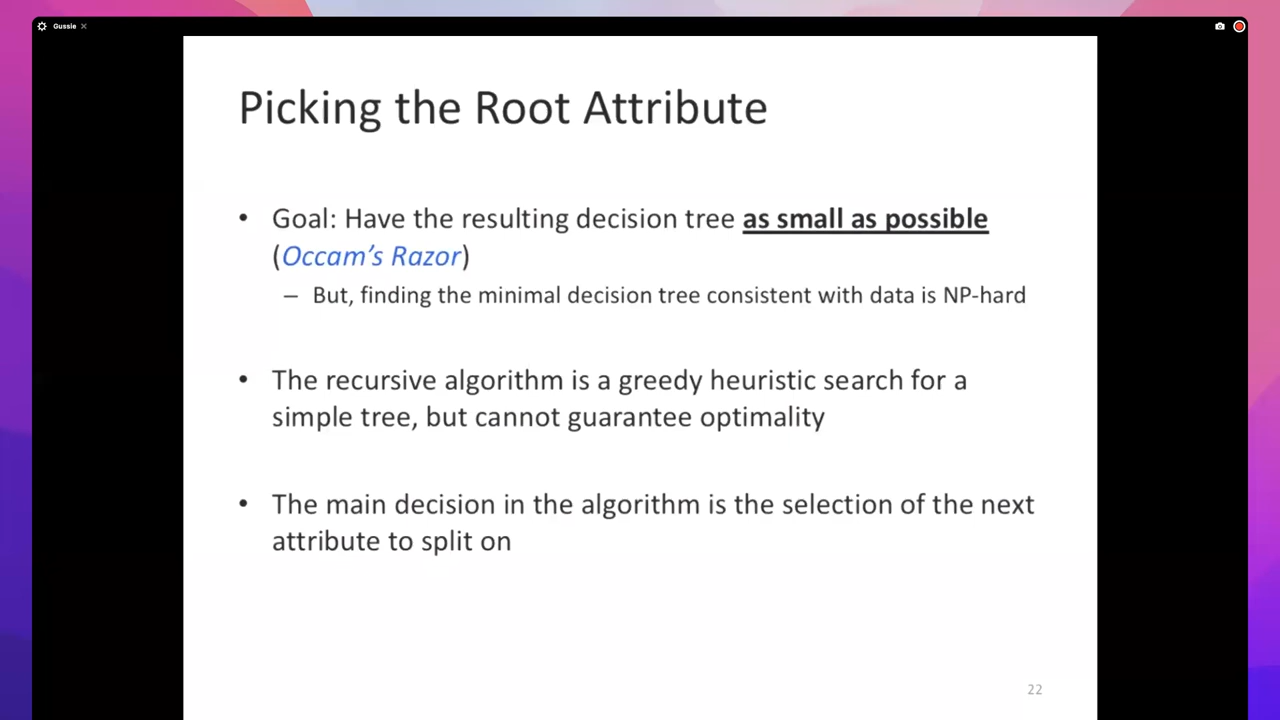 Gussie
Picking the Root Attribute
• Goal: Have the resulting decision tree as small as possible
(Occam’s Razor)
– But, finding the minimal decision tree consistent with data is NP-hard
• The recursive algorithm is a greedy heuristic search for a
simple tree, but cannot guarantee optimality
• The main decision in the algorithm is the selection of the next
attribute to split on
22